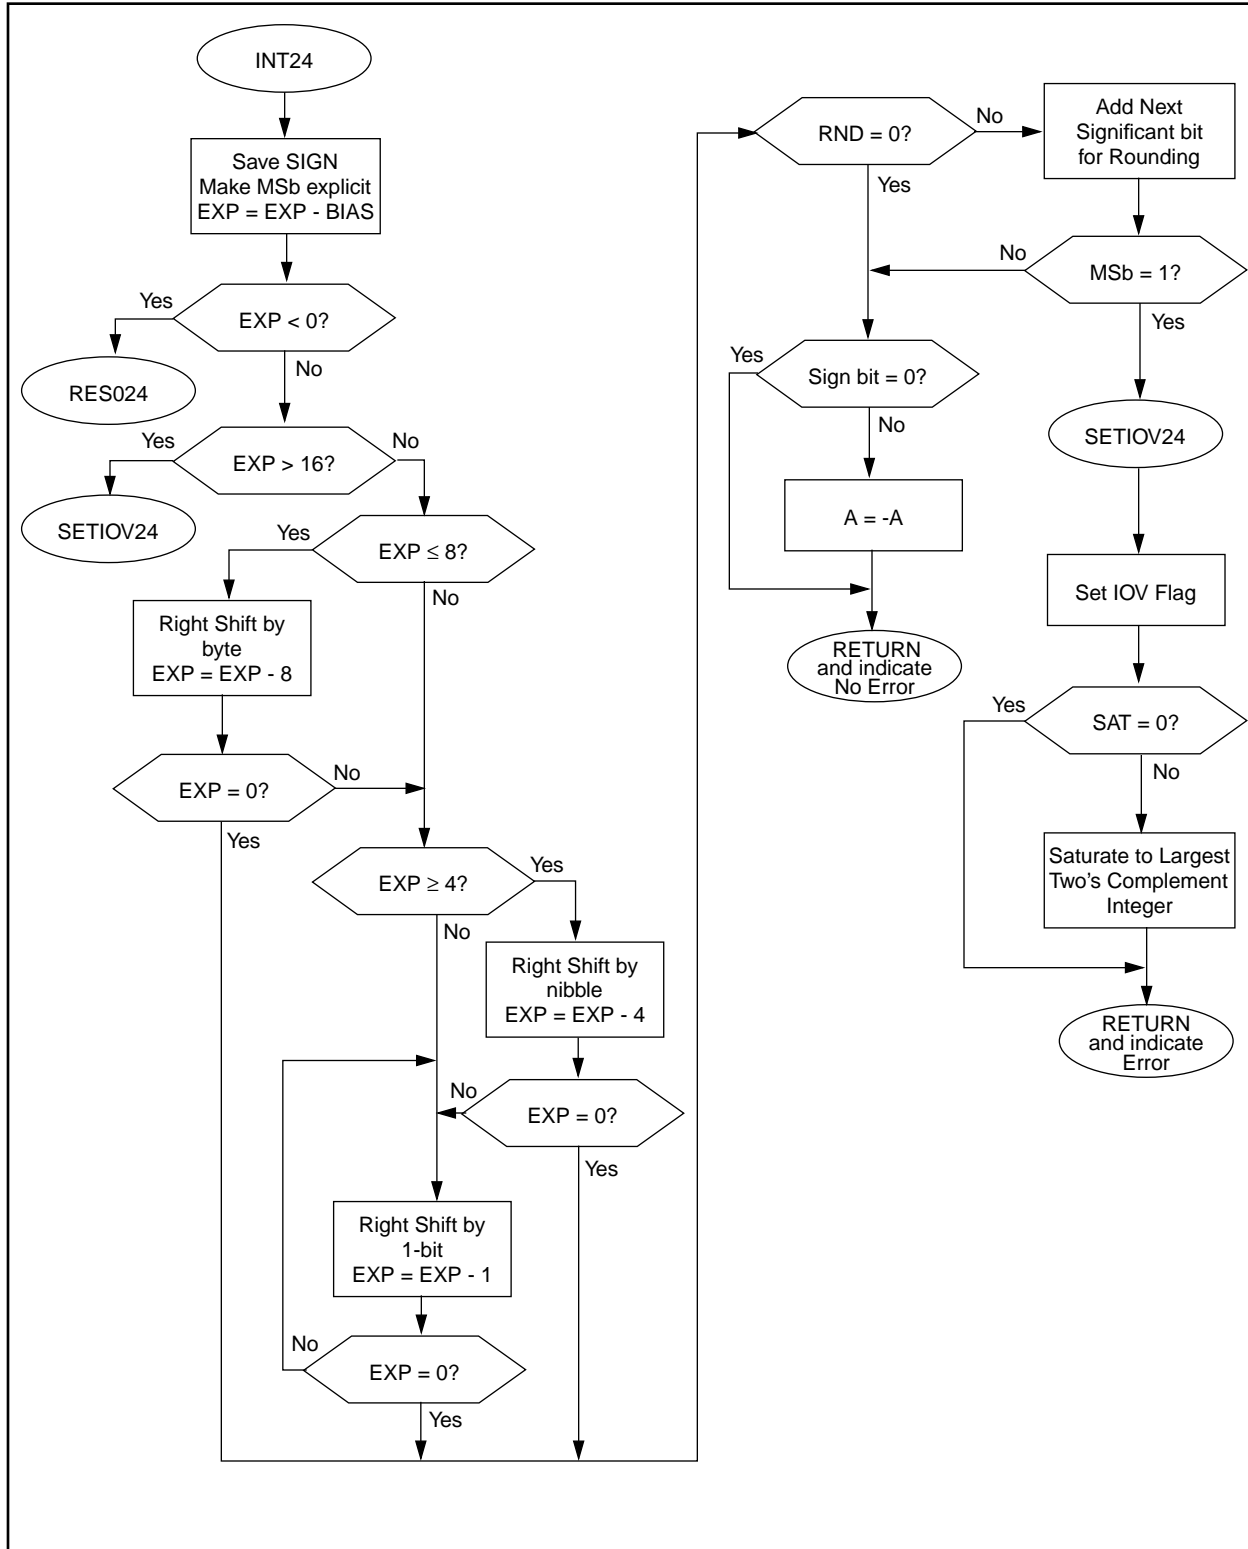 INT24
Save SIGN
Make MSb explicit
EXP = EXP - BIAS
Yes
EXP < 0?
No
RES024
Yes
EXP > 16?
No
SETIOV24
Yes
EXP ≤ 8?
No
Right Shift by
byte
EXP = EXP - 8
EXP = 0?
No
Yes
EXP ≥ 4?
Yes
No
Right Shift by
nibble
EXP = EXP - 4
No
EXP = 0?
Yes
Right Shift by
1-bit
EXP = EXP - 1
No
EXP = 0?
Yes
RND = 0?
No
Yes
Add Next
Significant bit
for Rounding
No
MSb = 1?
Yes
Yes
Sign bit = 0?
No
A = -A
RETURN
and indicate
No Error
SETIOV24
Set IOV Flag
Yes
SAT = 0?
No
Saturate to Largest
Two's Complement
Integer
RETURN
and indicate
Error